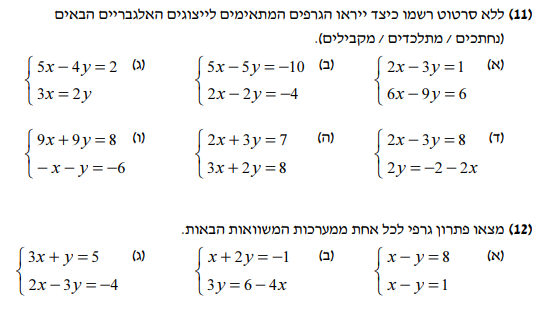 (11) ללא סרטוט רשמו כיצד ייראו הגרפים המתאימים לייצוגים האלגבריים הבאים
(נחתכים / מתלכדים / מקבילים).
(א) { 2x − 3y = 1 (ב) { 5x − 5y = −10 (ג) { 5x − 4y = 2
6x − 9y = 6 2x − 2y = −4 3x = 2y
(ד) { 2x − 3y = 8 (ה) { 2x + 3y = 7 (ו) { 9x + 9y = 8
2y = −2 − 2x 3x + 2y = 8 −x − y = −6
(12) מצאו פתרון גרפי לכל אחת ממערכות המשוואות הבאות.
(א) { x − y = 8 (ב) { x + 2y = −1 (ג) { 3x + y = 5
x − y = 1 3y = 6 − 4x 2x − 3y = −4